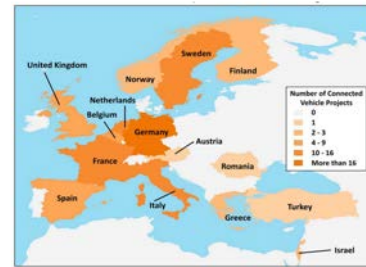 Sweden
Norway
Finland
United Kingdom
Netherlands
Belgium
Germany
Austria
France
Romania
Spain
Italy
Greece
Turkey
Israel
Number of Connected
Vehicle Projects
0
1
2 - 3
4 - 9
10 - 16
More than 16